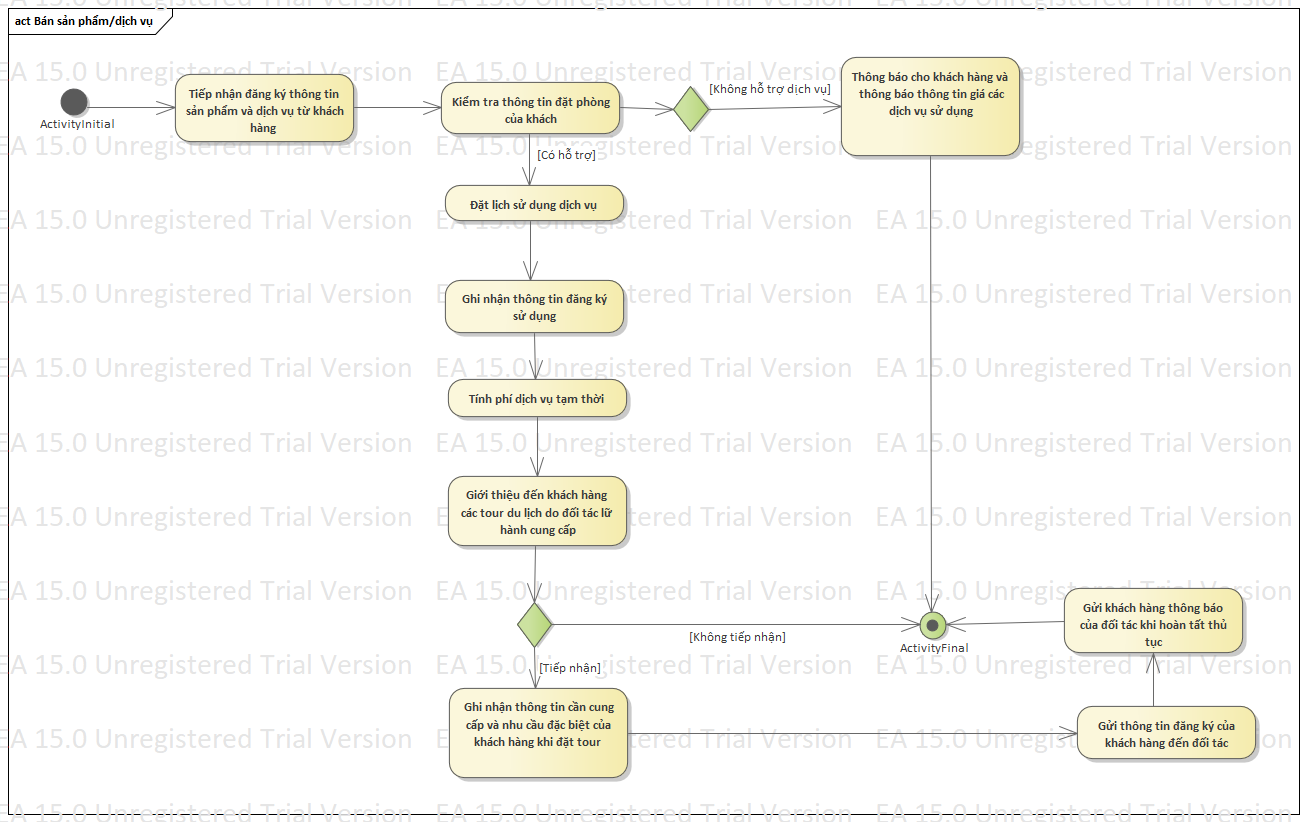 act Bán sản phẩm/dịch vụ
EA 15.0 Unregistered Trial Version
ActivityInitial
Tiếp nhận đăng ký thông tin
sản phẩm và dịch vụ từ khách
hàng
Kiểm tra thông tin đặt phòng
của khách
[Không hỗ trợ dịch vụ]
Thông báo cho khách hàng và
thông báo thông tin giá các
dịch vụ sử dụng
[Có hỗ trợ]
Đặt lịch sử dụng dịch vụ
Ghi nhận thông tin đăng ký
sử dụng
Tính phí dịch vụ tạm thời
Giới thiệu đến khách hàng
các tour du lịch do đối tác lữ
hành cung cấp
[Không tiếp nhận]
ActivityFinal
Gửi khách hàng thông báo
của đối tác khi hoàn tất thủ
tục
[Tiếp nhận]
Ghi nhận thông tin cần cung
cấp và nhu cầu đặc biệt của
khách hàng khi đặt tour
Gửi thông tin đăng ký của
khách hàng đến đối tác